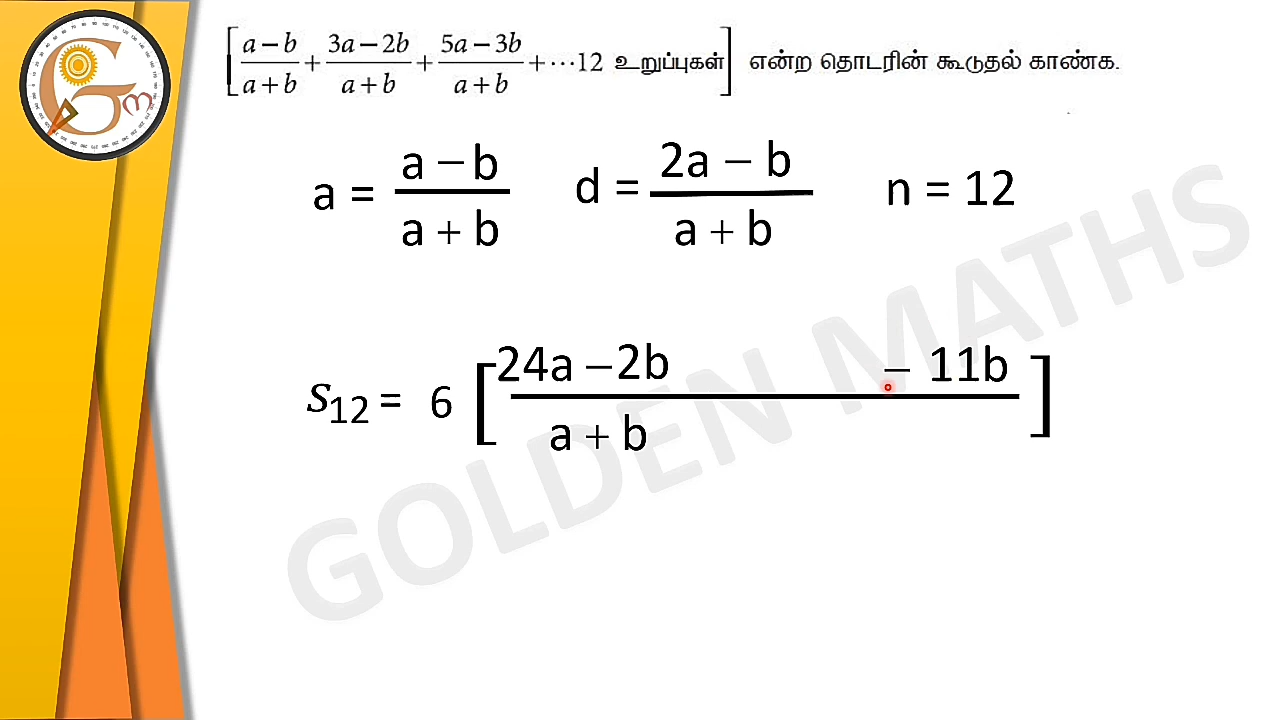 [(a – b)/(a + b) + (3a – 2b)/(a + b) + (5a – 3b)/(a + b) + ⋯12 உறுப்புகள்] என்ற தொடரின் கூடுதல் காண்க.
a = (a – b)/(a + b) d = (2a – b)/(a + b) n = 12
S₁₂ = 6 [(24a – 2b – 11b)/(a + b)]
GOLDEN MATHS